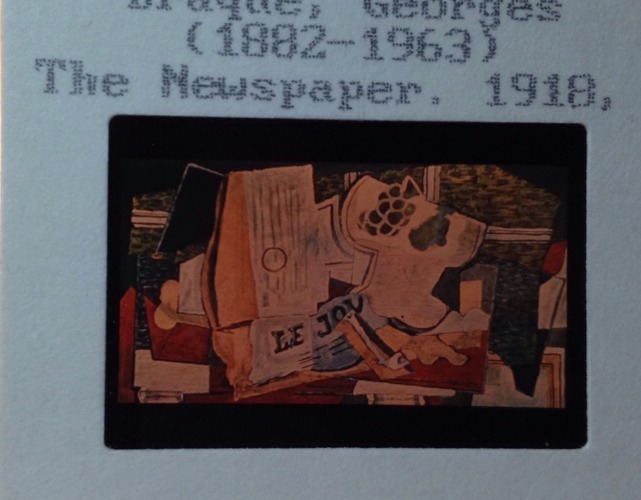 Braque, Georges
(1882-1963)
The Newspaper. 1918,
LE JOU